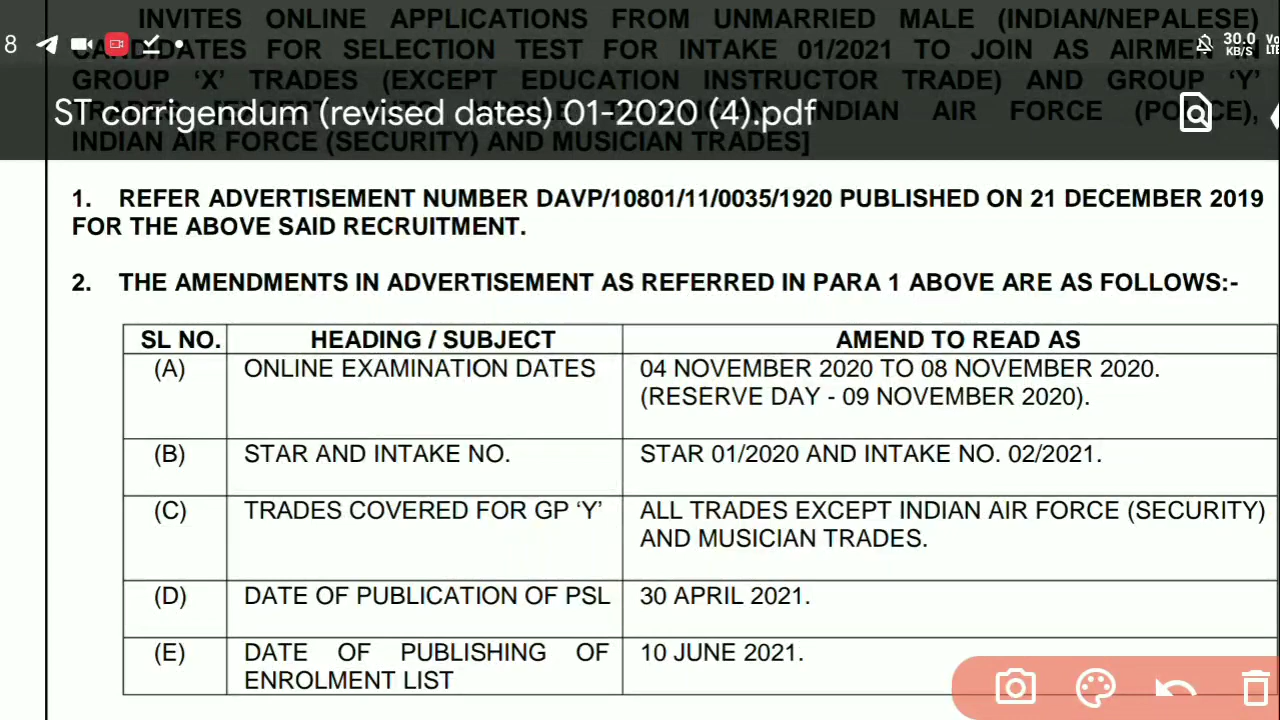 INVITES ONLINE APPLICATIONS FROM UNMARRIED MALE (INDIAN/NEPALESE)
8
30.0
KB/S
Vo
LTE
FOR SELECTION TEST FOR INTAKE 01/2021 TO JOIN AS
GROUP ‘X’ TRADES (EXCEPT EDUCATION INSTRUCTOR TRADE) AND GROUP ‘Y’
ST corrigendum (revised dates) 01-2020 (4).pdf
INDIAN AIR FORCE
INDIAN AIR FORCE (SECURITY) AND MUSICIAN TRADES]
1. REFER ADVERTISEMENT NUMBER DAVP/10801/11/0035/1920 PUBLISHED ON 21 DECEMBER 2019
FOR THE ABOVE SAID RECRUITMENT.
2. THE AMENDMENTS IN ADVERTISEMENT AS REFERRED IN PARA 1 ABOVE ARE AS FOLLOWS:-
SL NO. HEADING / SUBJECT AMEND TO READ AS
(A) ONLINE EXAMINATION DATES 04 NOVEMBER 2020 TO 08 NOVEMBER 2020.
(RESERVE DAY - 09 NOVEMBER 2020).
(B) STAR AND INTAKE NO. STAR 01/2020 AND INTAKE NO. 02/2021.
(C) TRADES COVERED FOR GP ‘Y’ ALL TRADES EXCEPT INDIAN AIR FORCE (SECURITY)
AND MUSICIAN TRADES.
(D) DATE OF PUBLICATION OF PSL 30 APRIL 2021.
(E) DATE OF PUBLISHING OF 10 JUNE 2021.
ENROLMENT LIST